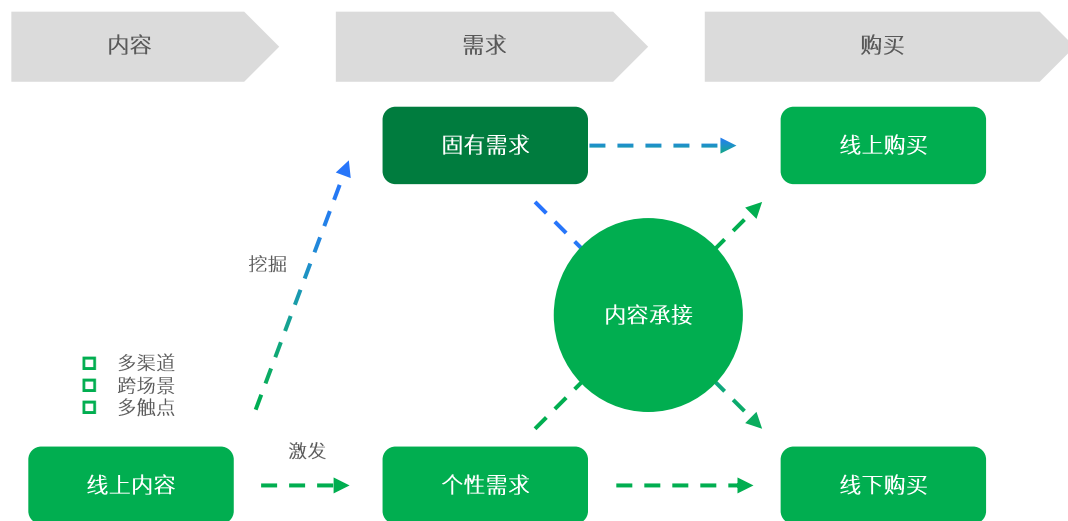 内容
需求
购买
固有需求
线上购买
挖掘
内容承接
多渠道
跨场景
多触点
激发
线上内容
个性需求
线下购买